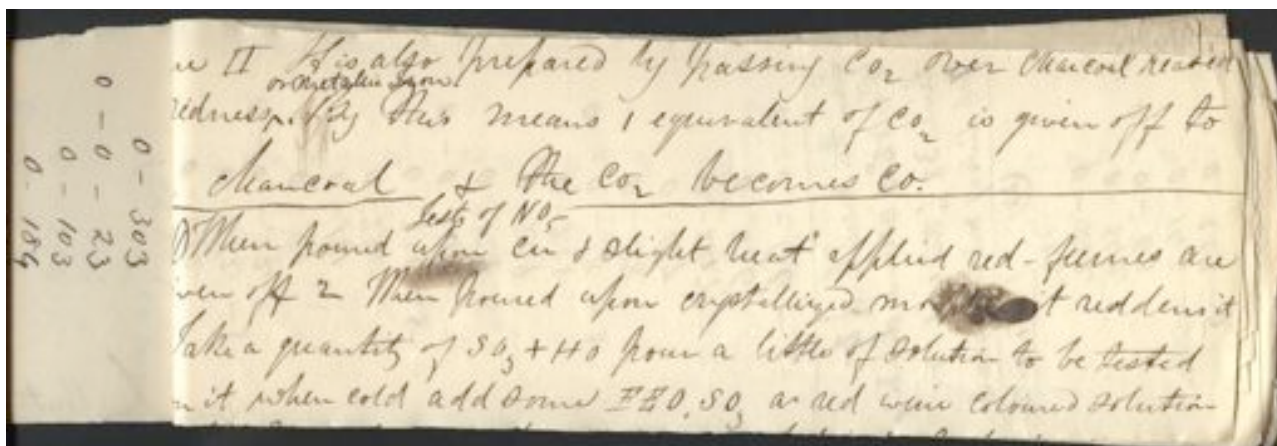 0 - 303
0 - 0 - 23
0 - 103
0 - 184
II It is also prepared by passing CO2 over charcoal heated
or metallic Iron
redness. By this means 1 equivalent of CO2 is given off to
charcoal & the CO2 becomes CO.
Tests of NO5
When poured upon Cu & slight heat applied red-fumes are
given off 2 When poured upon crystallized it reddens it
Take a quantity of SO3 + HO pour a little of solution to be tested
in it when cold add some FEO, SO3 a red wine coloured solution